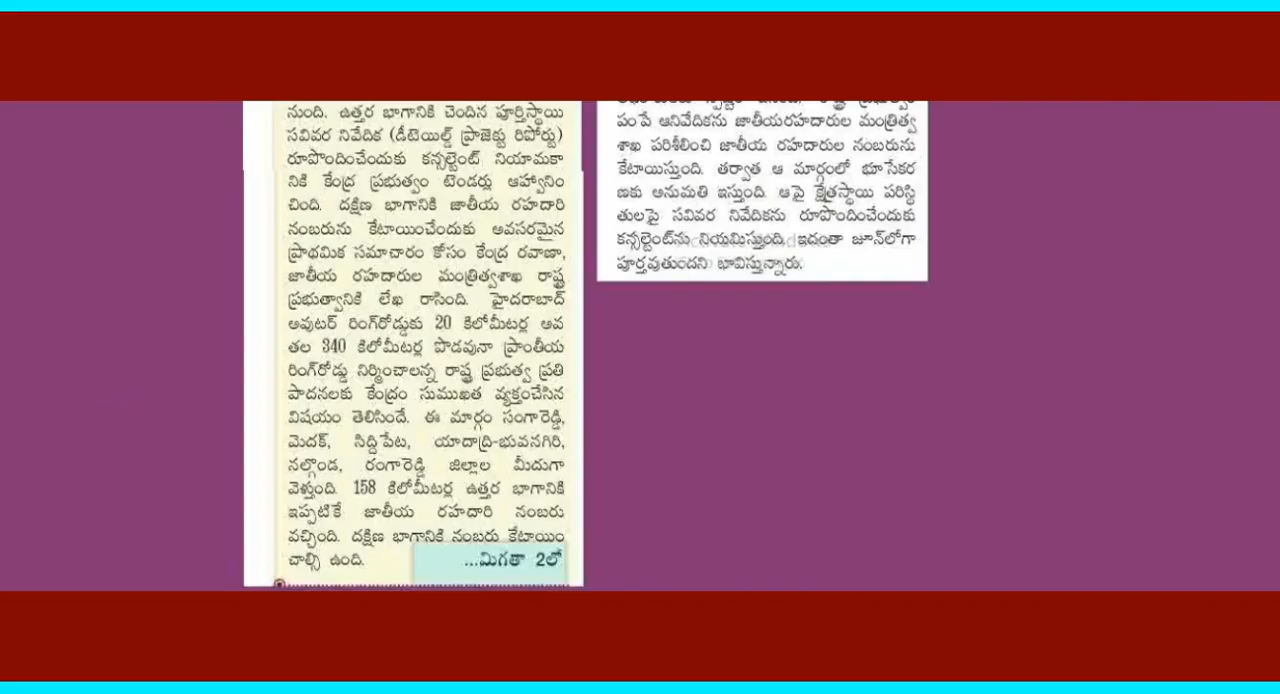 నుంది. ఉత్తర భాగానికి చెందిన పూర్తిస్థాయి
సవివర నివేదిక (డీటెయిల్డ్ ప్రాజెక్టు రిపోర్టు)
రూపొందించేందుకు కన్సల్టెంట్ నియామకా
నికి కేంద్ర ప్రభుత్వం టెండర్లు ఆహ్వానిం
చింది. దక్షిణ భాగానికి జాతీయ రహదారి
నంబరును కేటాయించేందుకు అవసరమైన
ప్రాథమిక సమాచారం కోసం కేంద్ర రవాణా,
జాతీయ రహదారుల మంత్రిత్వశాఖ రాష్ట్ర
ప్రభుత్వానికి లేఖ రాసింది. హైదరాబాద్
అవుటర్ రింగ్‌రోడ్డుకు 20 కిలోమీటర్ల అవ
తల 340 కిలోమీటర్ల పొడవునా ప్రాంతీయ
రింగ్‌రోడ్డు నిర్మించాలన్న రాష్ట్ర ప్రభుత్వ ప్రతి
పాదనలకు కేంద్రం సుముఖత వ్యక్తంచేసిన
విషయం తెలిసిందే. ఈ మార్గం సంగారెడ్డి,
మెదక్, సిద్దిపేట, యాదాద్రి-భువనగిరి,
నల్గొండ, రంగారెడ్డి జిల్లాల మీదుగా
వెళ్తుంది. 158 కిలోమీటర్ల ఉత్తర భాగానికి
ఇప్పటికే జాతీయ రహదారి నంబరు
వచ్చింది. దక్షిణ భాగానికి నంబరు కేటాయిం
చాల్సి ఉంది.
...మిగతా 2లో
పంపే ఆనివేదికను జాతీయరహదారుల మంత్రిత్వ
శాఖ పరిశీలించి జాతీయ రహదారుల నంబరును
కేటాయిస్తుంది. తర్వాత ఆ మార్గంలో భూసేకర
ణకు అనుమతి ఇస్తుంది. ఆపై క్షేత్రస్థాయి పరిస్థి
తులపై సవివర నివేదికను రూపొందించేందుకు
కన్సల్టెంట్‌ను నియమిస్తుంది. ఇదంతా జూన్‌లోగా
పూర్తవుతుందని భావిస్తున్నారు.